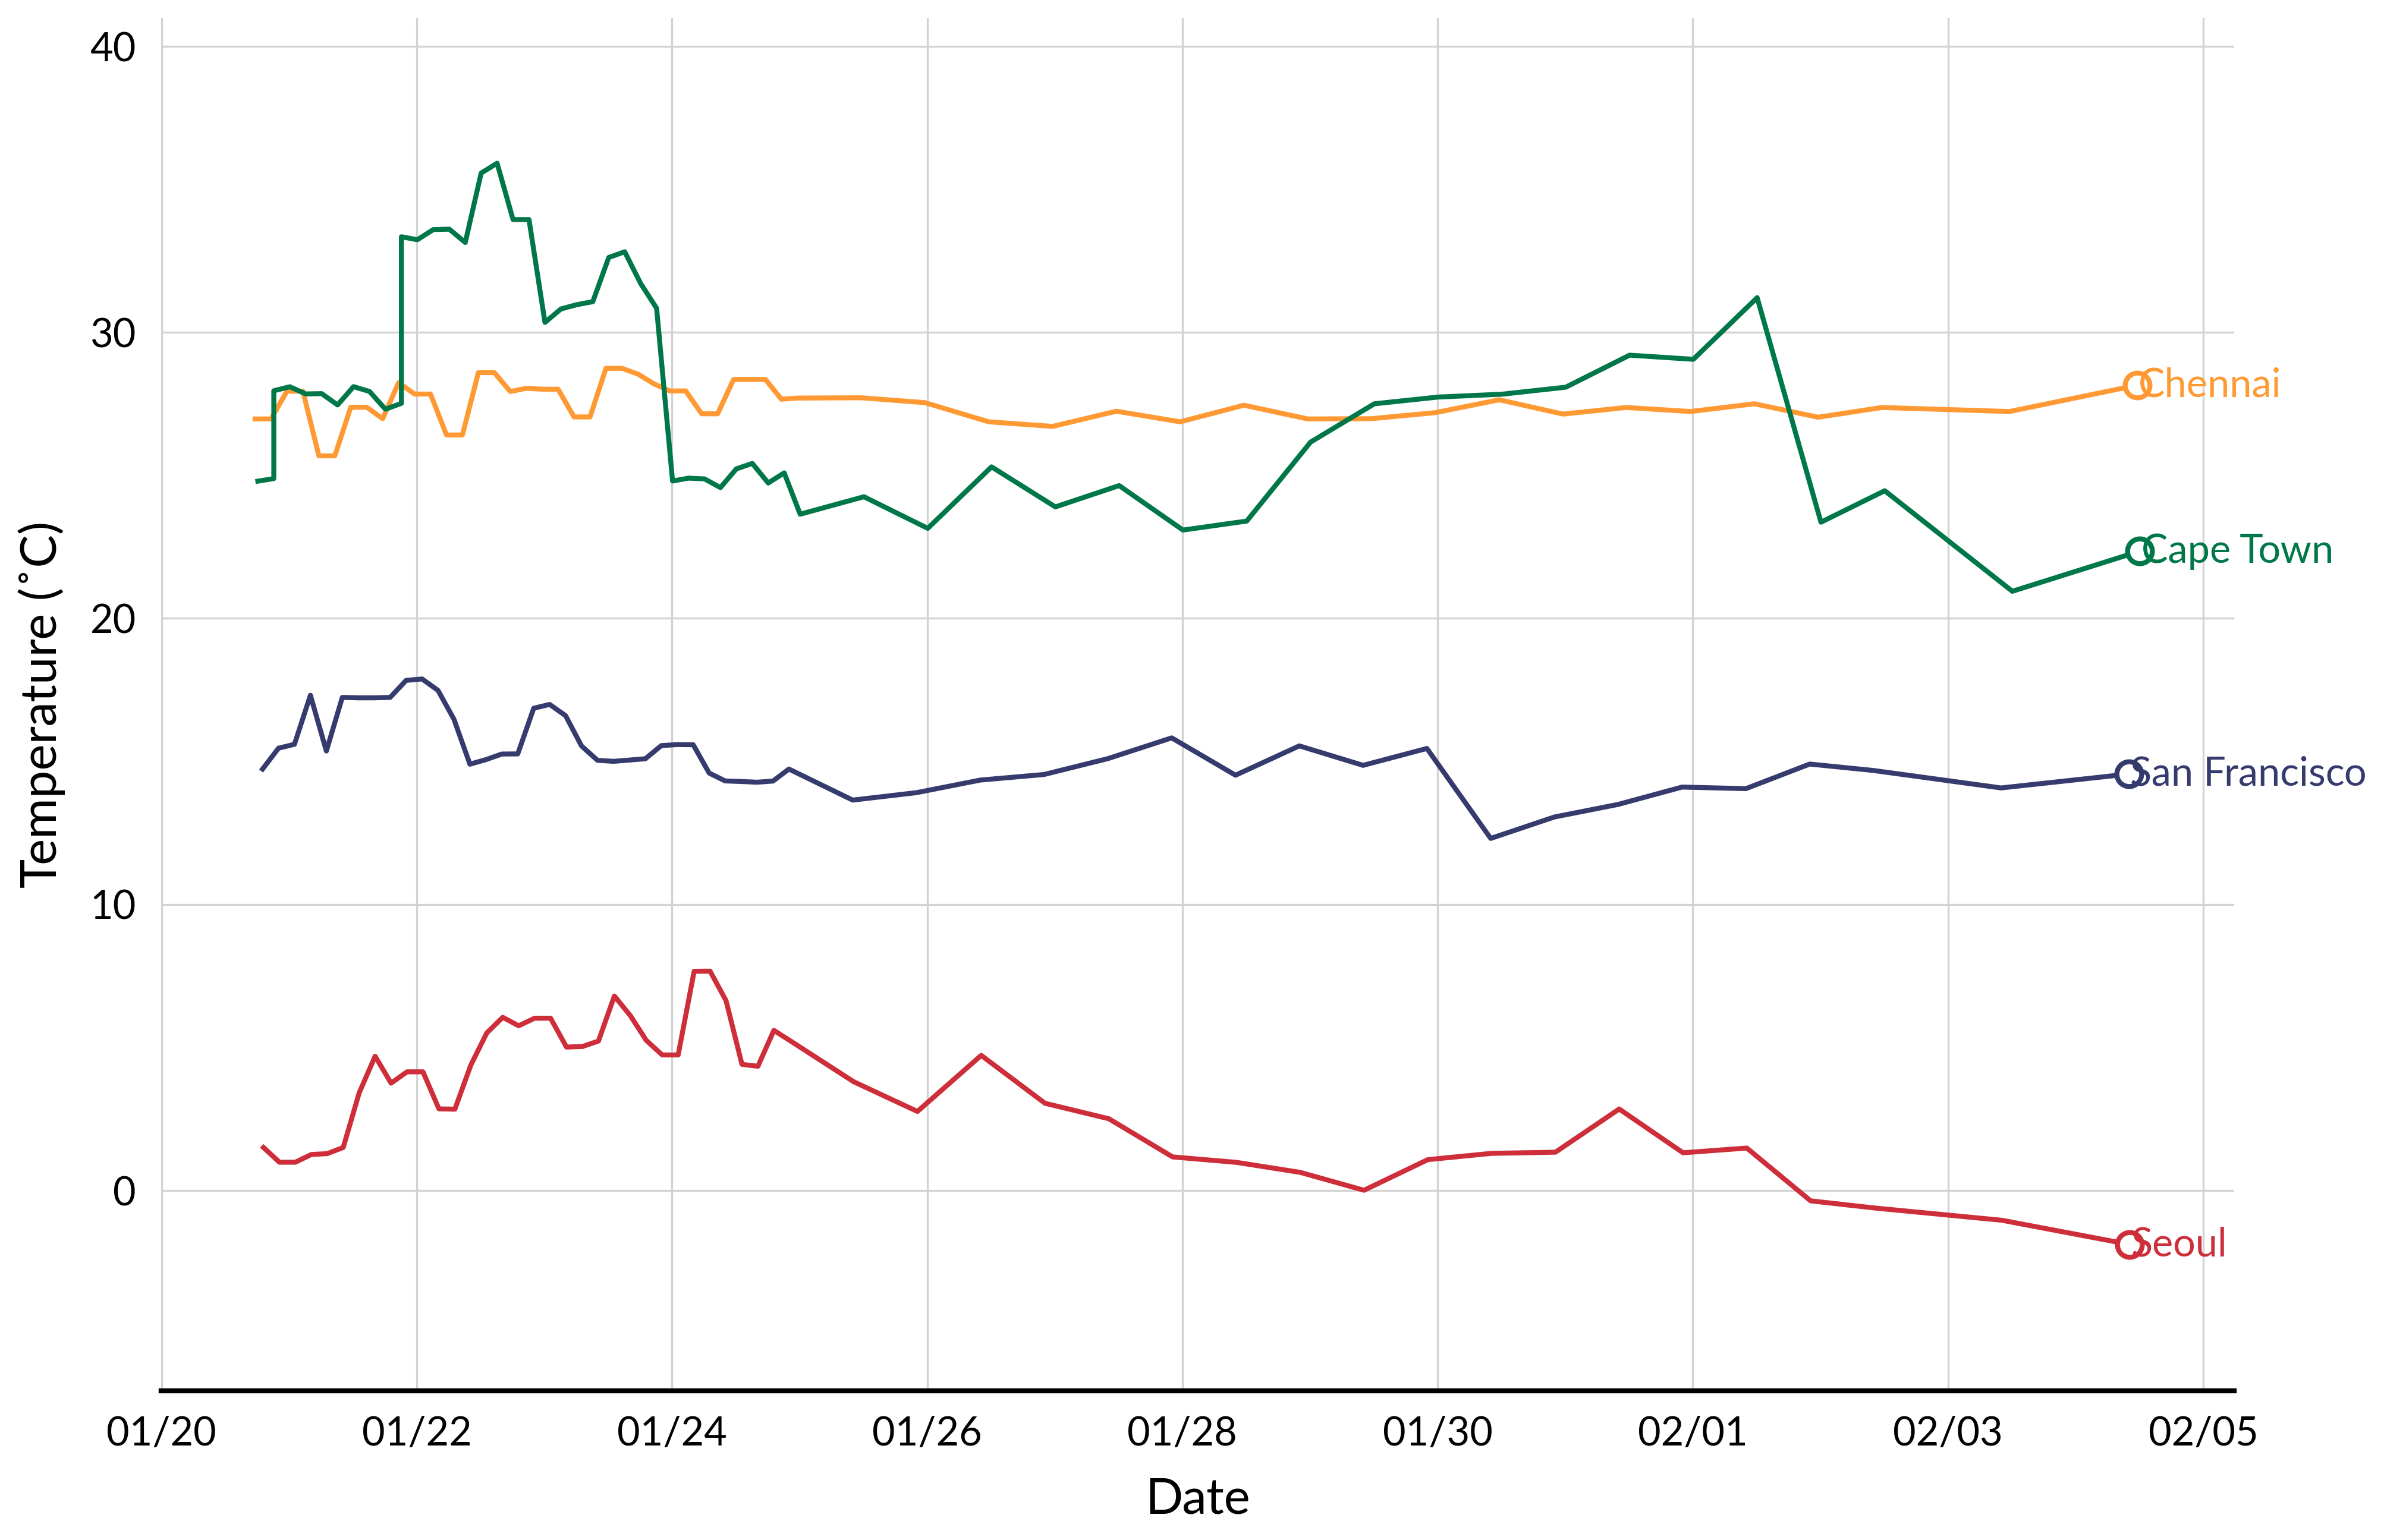 40
30
20
10
0
Temperature (°C)
Chennai
Cape Town
San Francisco
Seoul
01/20 01/22 01/24 01/26 01/28 01/30 02/01 02/03 02/05
Date